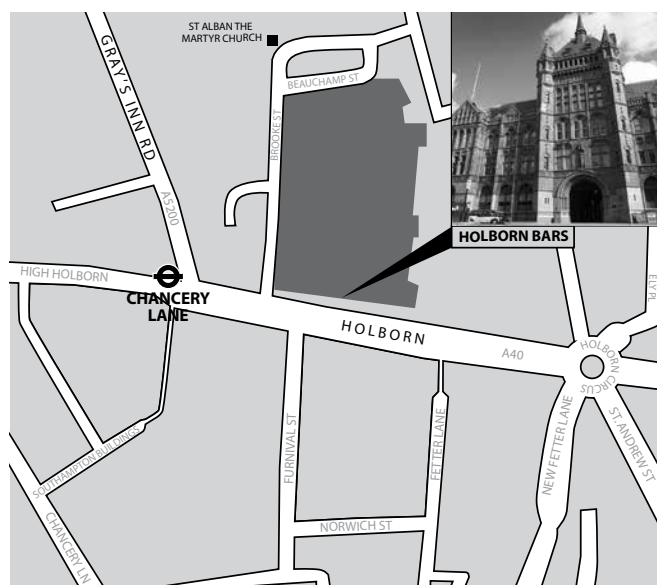 ST ALBAN THE
MARTYR CHURCH
GRAY'S INN RD
BEAUCHAMP ST
BROOKE ST
A5200
HOLBORN BARS
HIGH HOLBORN
CHANCERY
LANE
ELY PL
HOLBORN
A40
HOLBORN CIRCUS
SOUTHAMPTON BUILDINGS
FURNIVAL ST
FETTER LANE
NEW FETTER LANE
ST ANDREW ST
CHANCERY LN
NORWICH ST